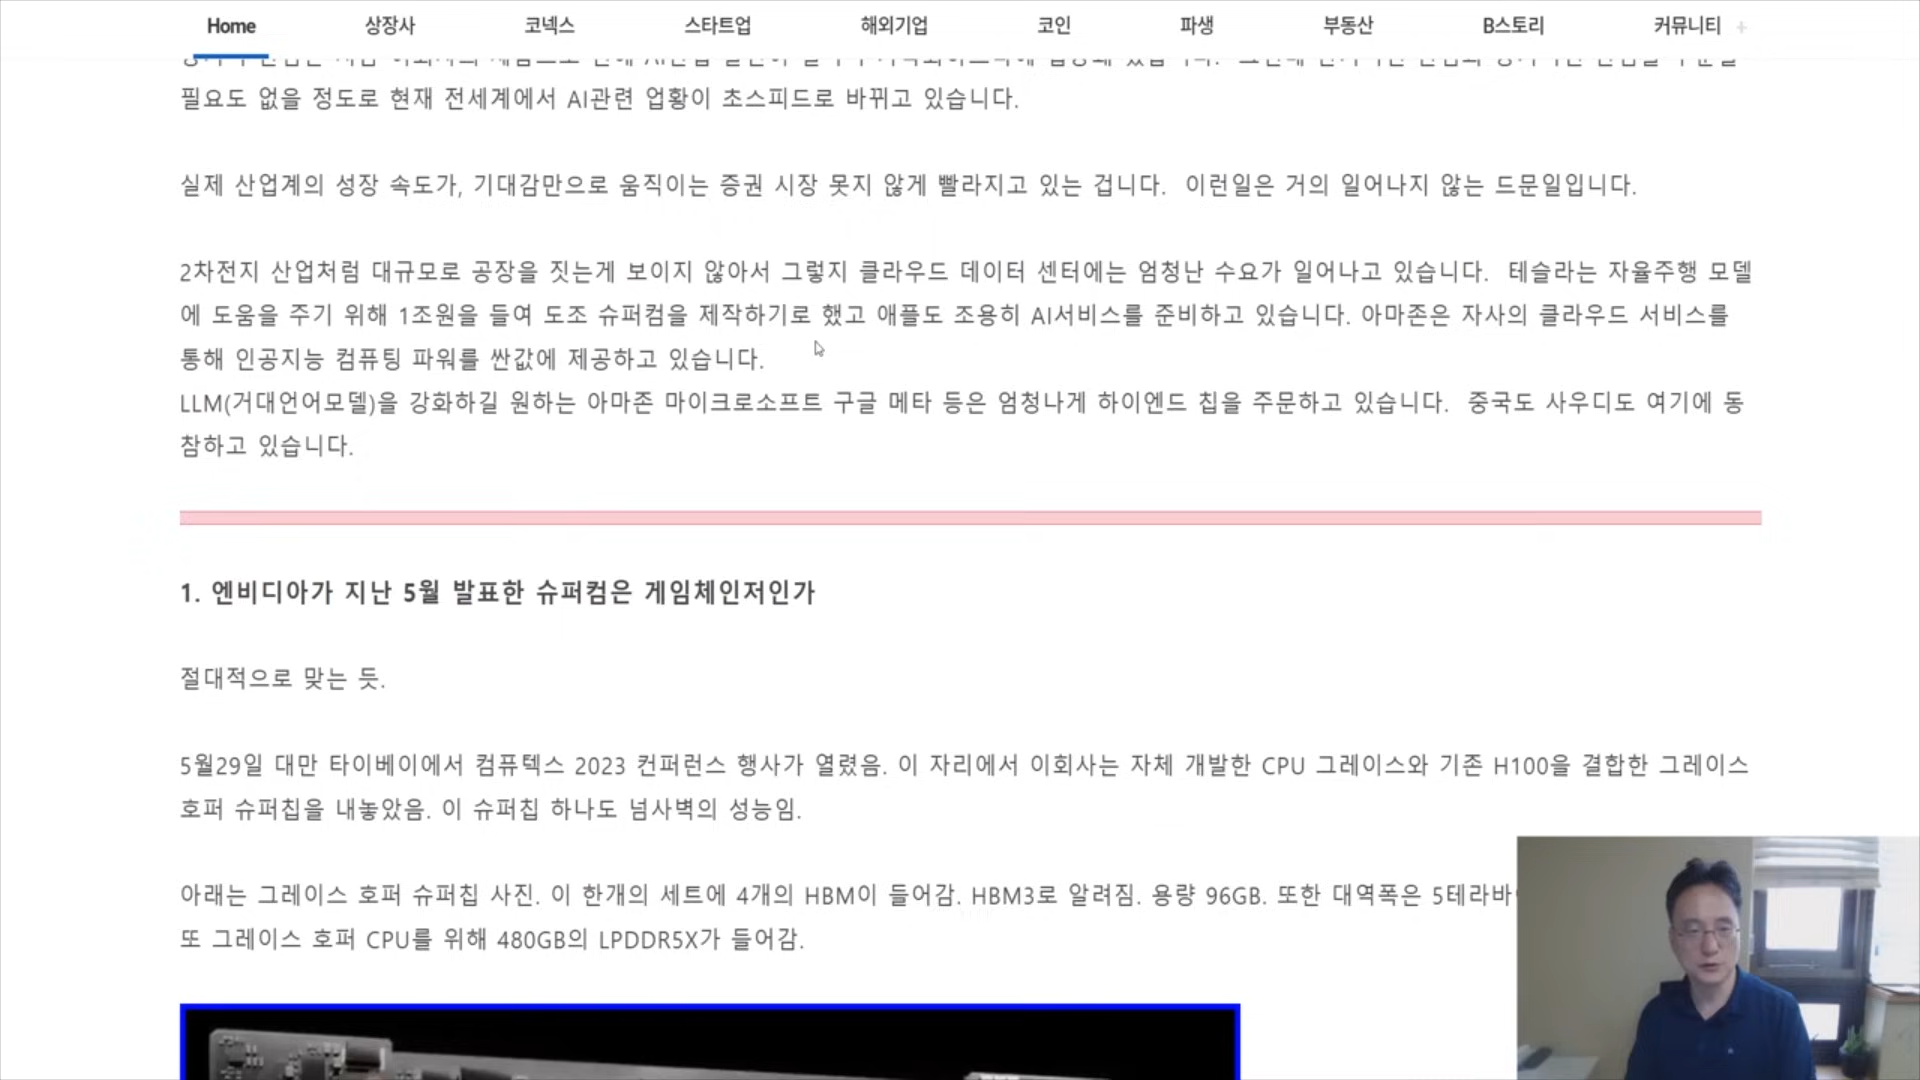 Home 상장사 코넥스 스타트업 해외기업 코인 파생 부동산 B스토리 커뮤니티 +
필요도 없을 정도로 현재 전세계에서 AI관련 업황이 초스피드로 바뀌고 있습니다.
실제 산업계의 성장 속도가, 기대감만으로 움직이는 증권 시장 못지 않게 빨라지고 있는 겁니다. 이런일은 거의 일어나지 않는 드문일입니다.
2차전지 산업처럼 대규모로 공장을 짓는게 보이지 않아서 그렇지 클라우드 데이터 센터에는 엄청난 수요가 일어나고 있습니다. 테슬라는 자율주행 모델
에 도움을 주기 위해 1조원을 들여 도조 슈퍼컴을 제작하기로 했고 애플도 조용히 AI서비스를 준비하고 있습니다. 아마존은 자사의 클라우드 서비스를
통해 인공지능 컴퓨팅 파워를 싼값에 제공하고 있습니다.
LLM(거대언어모델)을 강화하길 원하는 아마존 마이크로소프트 구글 메타 등은 엄청나게 하이엔드 칩을 주문하고 있습니다. 중국도 사우디도 여기에 동
참하고 있습니다.
1. 엔비디아가 지난 5월 발표한 슈퍼컴은 게임체인저인가
절대적으로 맞는 듯.
5월29일 대만 타이베이에서 컴퓨텍스 2023 컨퍼런스 행사가 열렸음. 이 자리에서 이회사는 자체 개발한 CPU 그레이스와 기존 H100을 결합한 그레이스
호퍼 슈퍼칩을 내놓았음. 이 슈퍼칩 하나도 넘사벽의 성능임.
아래는 그레이스 호퍼 슈퍼칩 사진. 이 한개의 세트에 4개의 HBM이 들어감. HBM3로 알려짐. 용량 96GB. 또한 대역폭은 5테라바
또 그레이스 호퍼 CPU를 위해 480GB의 LPDDR5X가 들어감.